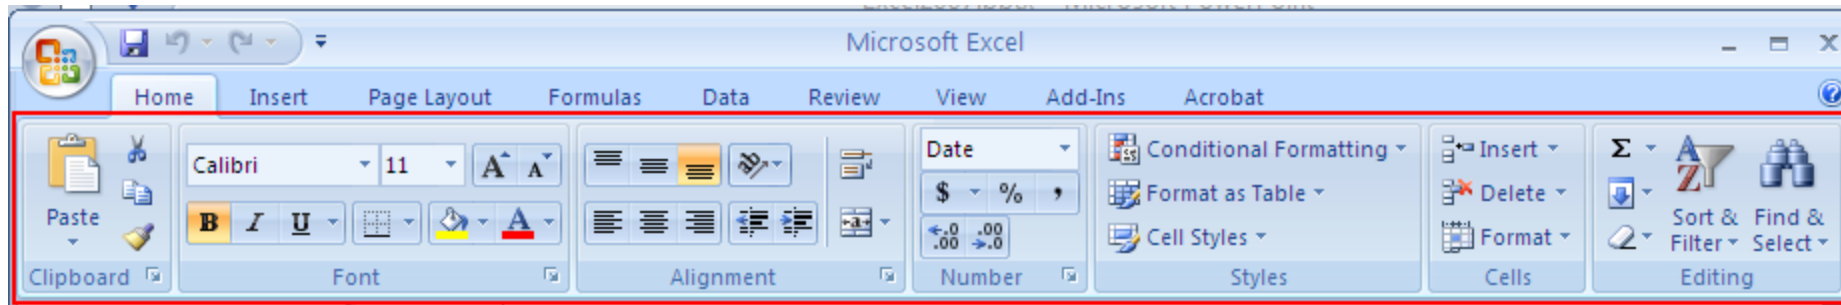 Microsoft Excel
Home Insert Page Layout Formulas Data Review View Add-Ins Acrobat
Calibri 11 A A Date Conditional Formatting Insert Σ
$ % , Format as Table Delete
Paste B I U A Cell Styles Format Sort & Filter Find & Select
Clipboard Font Alignment Number Styles Cells Editing